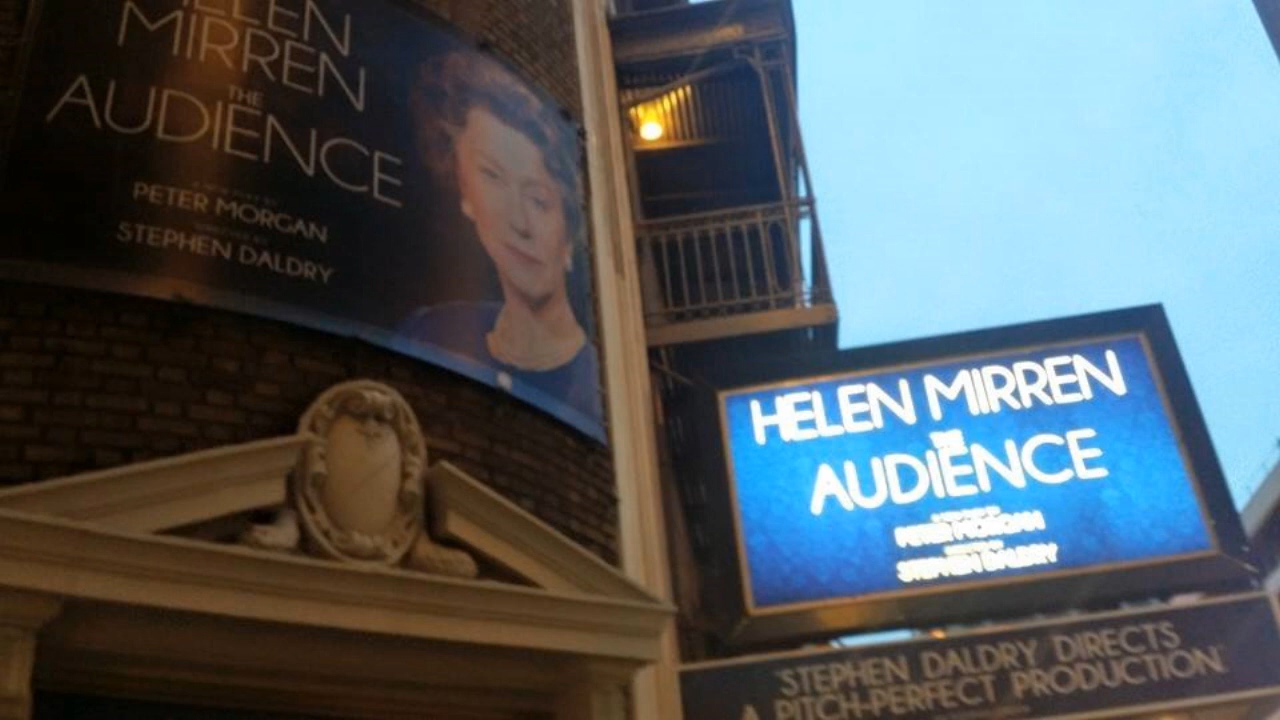 HELEN
MIRREN
THE
AUDIENCE
PETER MORGAN
STEPHEN DALDRY
HELEN MIRREN
THE
AUDIENCE
PETER MORGAN
STEPHEN DALDRY
STEPHEN DALDRY DIRECTS
A PITCH-PERFECT PRODUCTION